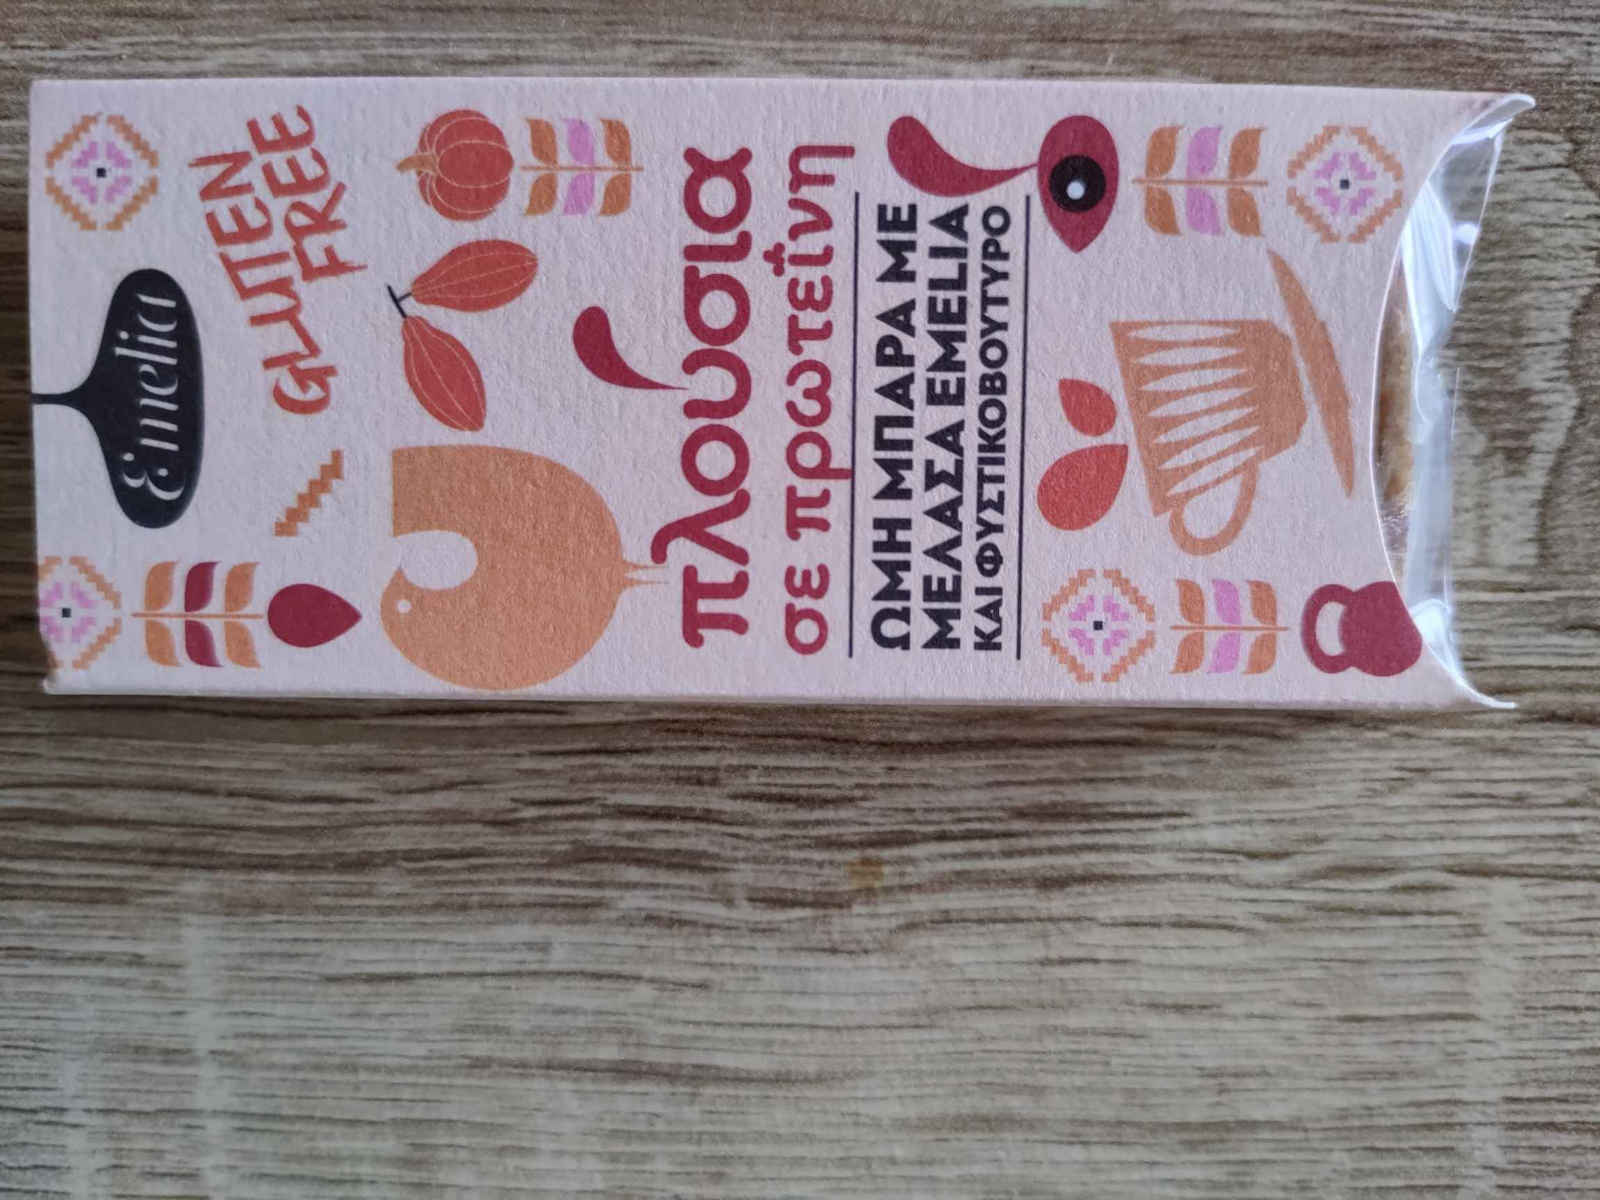 Emelia
GLUTEN
FREE
πλούσια
σε πρωτεΐνη
ΩΜΗ ΜΠΑΡΑ ΜΕ
ΜΕΛΑΣΑ EMELIA
ΚΑΙ ΦΥΣΤΙΚΟΒΟΥΤΥΡΟ